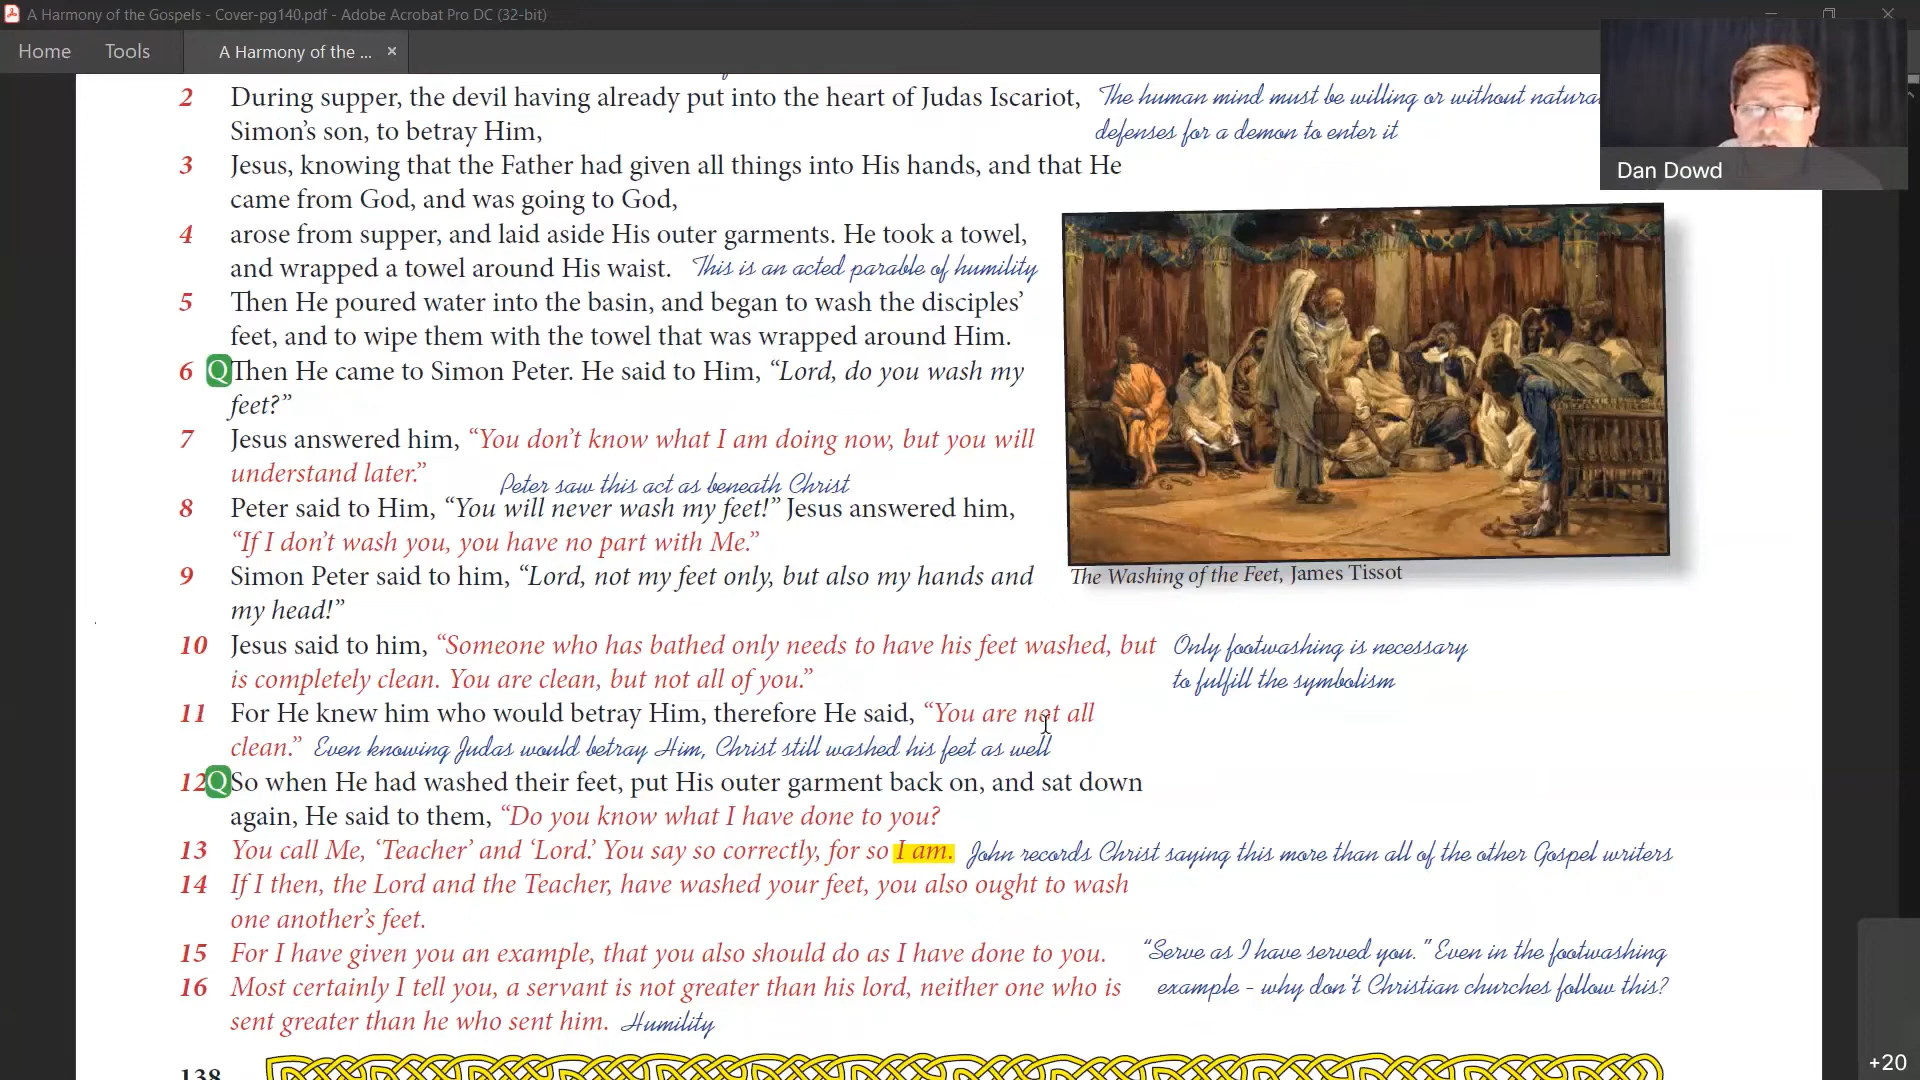 A Harmony of the Gospels - Cover-pg140.pdf - Adobe Acrobat Pro DC (32-bit)
Home Tools A Harmony of the ... ×
2 During supper, the devil having already put into the heart of Judas Iscariot, The human mind must be willing or without
Simon’s son, to betray Him, defenses for a demon to enter it
Dan Dowd
3 Jesus, knowing that the Father had given all things into His hands, and that He
came from God, and was going to God,
4 arose from supper, and laid aside His outer garments. He took a towel,
and wrapped a towel around His waist. This is an acted parable of humility
5 Then He poured water into the basin, and began to wash the disciples’
feet, and to wipe them with the towel that was wrapped around Him.
6 Q Then He came to Simon Peter. He said to Him, “Lord, do you wash my
feet?”
7 Jesus answered him, “You don’t know what I am doing now, but you will
understand later.” Peter saw this act as beneath Christ
8 Peter said to Him, “You will never wash my feet!” Jesus answered him,
“If I don’t wash you, you have no part with Me.”
9 Simon Peter said to him, “Lord, not my feet only, but also my hands and
my head!”
The Washing of the Feet, James Tissot
10 Jesus said to him, “Someone who has bathed only needs to have his feet washed, but Only footwashing is necessary
is completely clean. You are clean, but not all of you.” to fulfill the symbolism
11 For He knew him who would betray Him, therefore He said, “You are not all
clean.” Even knowing Judas would betray Him, Christ still washed his feet as well
12 Q So when He had washed their feet, put His outer garment back on, and sat down
again, He said to them, “Do you know what I have done to you?
13 You call Me, ‘Teacher’ and ‘Lord.’ You say so correctly, for so I am. John records Christ saying this more than all of the other Gospel writers
14 If I then, the Lord and the Teacher, have washed your feet, you also ought to wash
one another’s feet.
15 For I have given you an example, that you also should do as I have done to you. “Serve as I have served you.” Even in the footwashing
16 Most certainly I tell you, a servant is not greater than his lord, neither one who is example - why don’t Christian churches follow this?
sent greater than he who sent him. Humility
138
+20